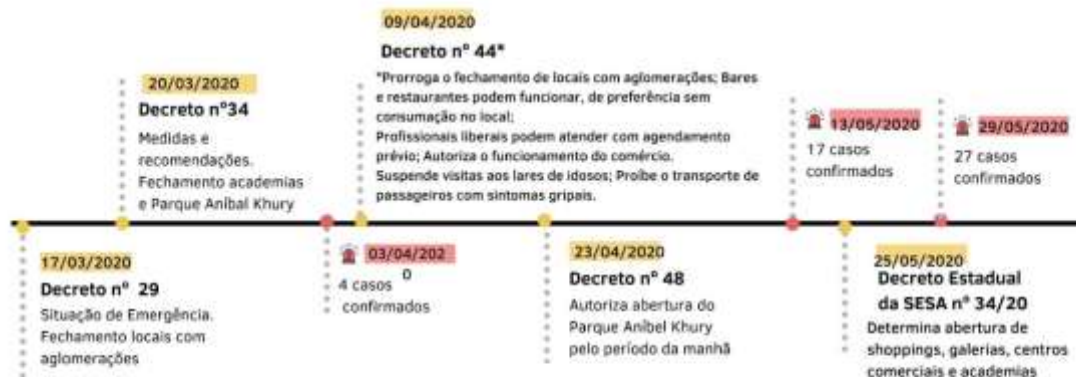 17/03/2020
Decreto nº 29
Situação de Emergência.
Fechamento locais com
aglomerações
20/03/2020
Decreto nº34
Medidas e
recomendações.
Fechamento academias
e Parque Aníbal Khury
03/04/202
0
4 casos
confirmados
09/04/2020
Decreto nº 44*
*Prorroga o fechamento de locais com aglomerações; Bares
e restaurantes podem funcionar, de preferência sem
consumação no local;
Profissionais liberais podem atender com agendamento
prévio; Autoriza o funcionamento do comércio.
Suspende visitas aos lares de idosos; Proíbe o transporte de
passageiros com sintomas gripais.
23/04/2020
Decreto nº 48
Autoriza abertura do
Parque Aníbel Khury
pelo período da manhã
13/05/2020
17 casos
confirmados
25/05/2020
Decreto Estadual
da SESA nº 34/20
Determina abertura de
shoppings, galerias, centros
comerciais e academias
29/05/2020
27 casos
confirmados